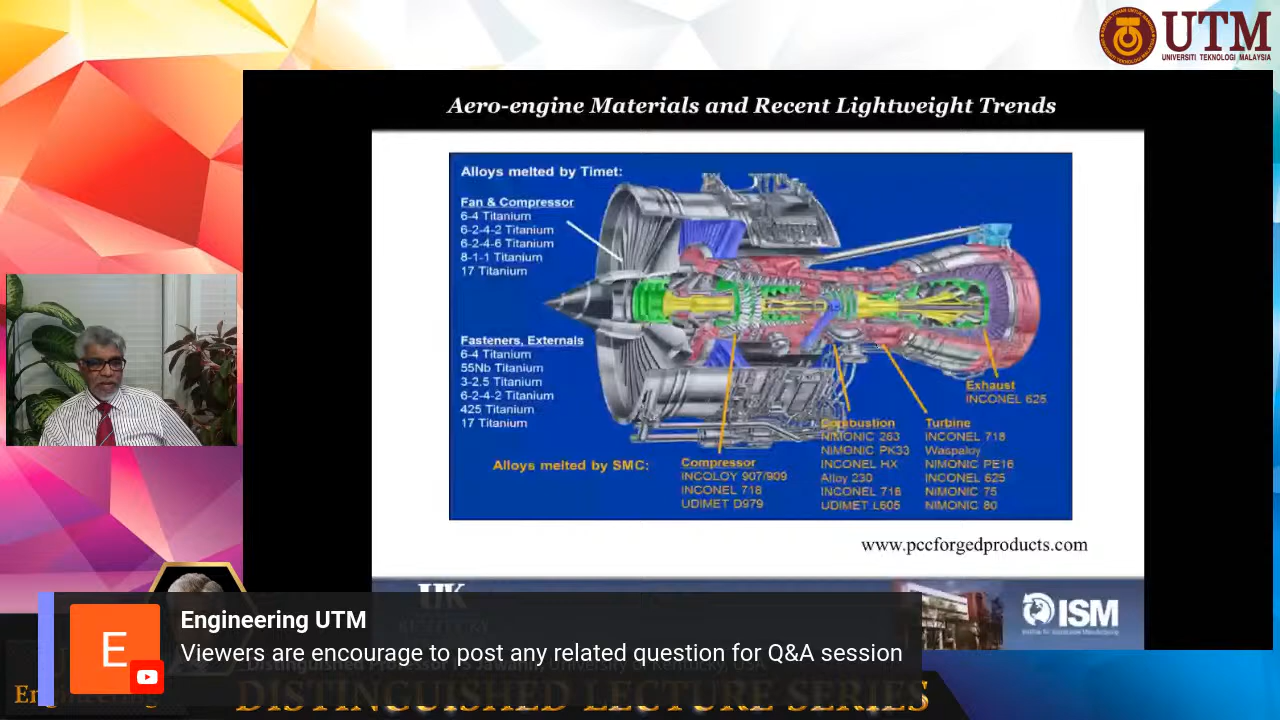 UTM
UNIVERSITI TEKNOLOGI MALAYSIA
Aero-engine Materials and Recent Lightweight Trends
Alloys melted by Timet:
Fan & Compressor
6-4 Titanium
6-2-4-2 Titanium
6-2-4-6 Titanium
8-1-1 Titanium
17 Titanium
Fasteners, Externals
6-4 Titanium
55Nb Titanium
3-2.5 Titanium
6-2-4-2 Titanium
425 Titanium
17 Titanium
Alloys melted by SMC:
Compressor
INCOLOY 907/909
INCONEL 718
UDIMET D979
Combustion
NIMONIC 263
NIMONIC PK33
INCONEL HX
Alloy 230
INCONEL 718
UDIMET L605
Turbine
INCONEL 718
Waspaloy
NIMONIC PE16
INCONEL 625
NIMONIC 75
NIMONIC 80
Exhaust
INCONEL 625
www.pccforgedproducts.com
UK
ISM
E
Engineering UTM
Viewers are encourage to post any related question for Q&A session
DISTINGUISHED LECTURE SERIES